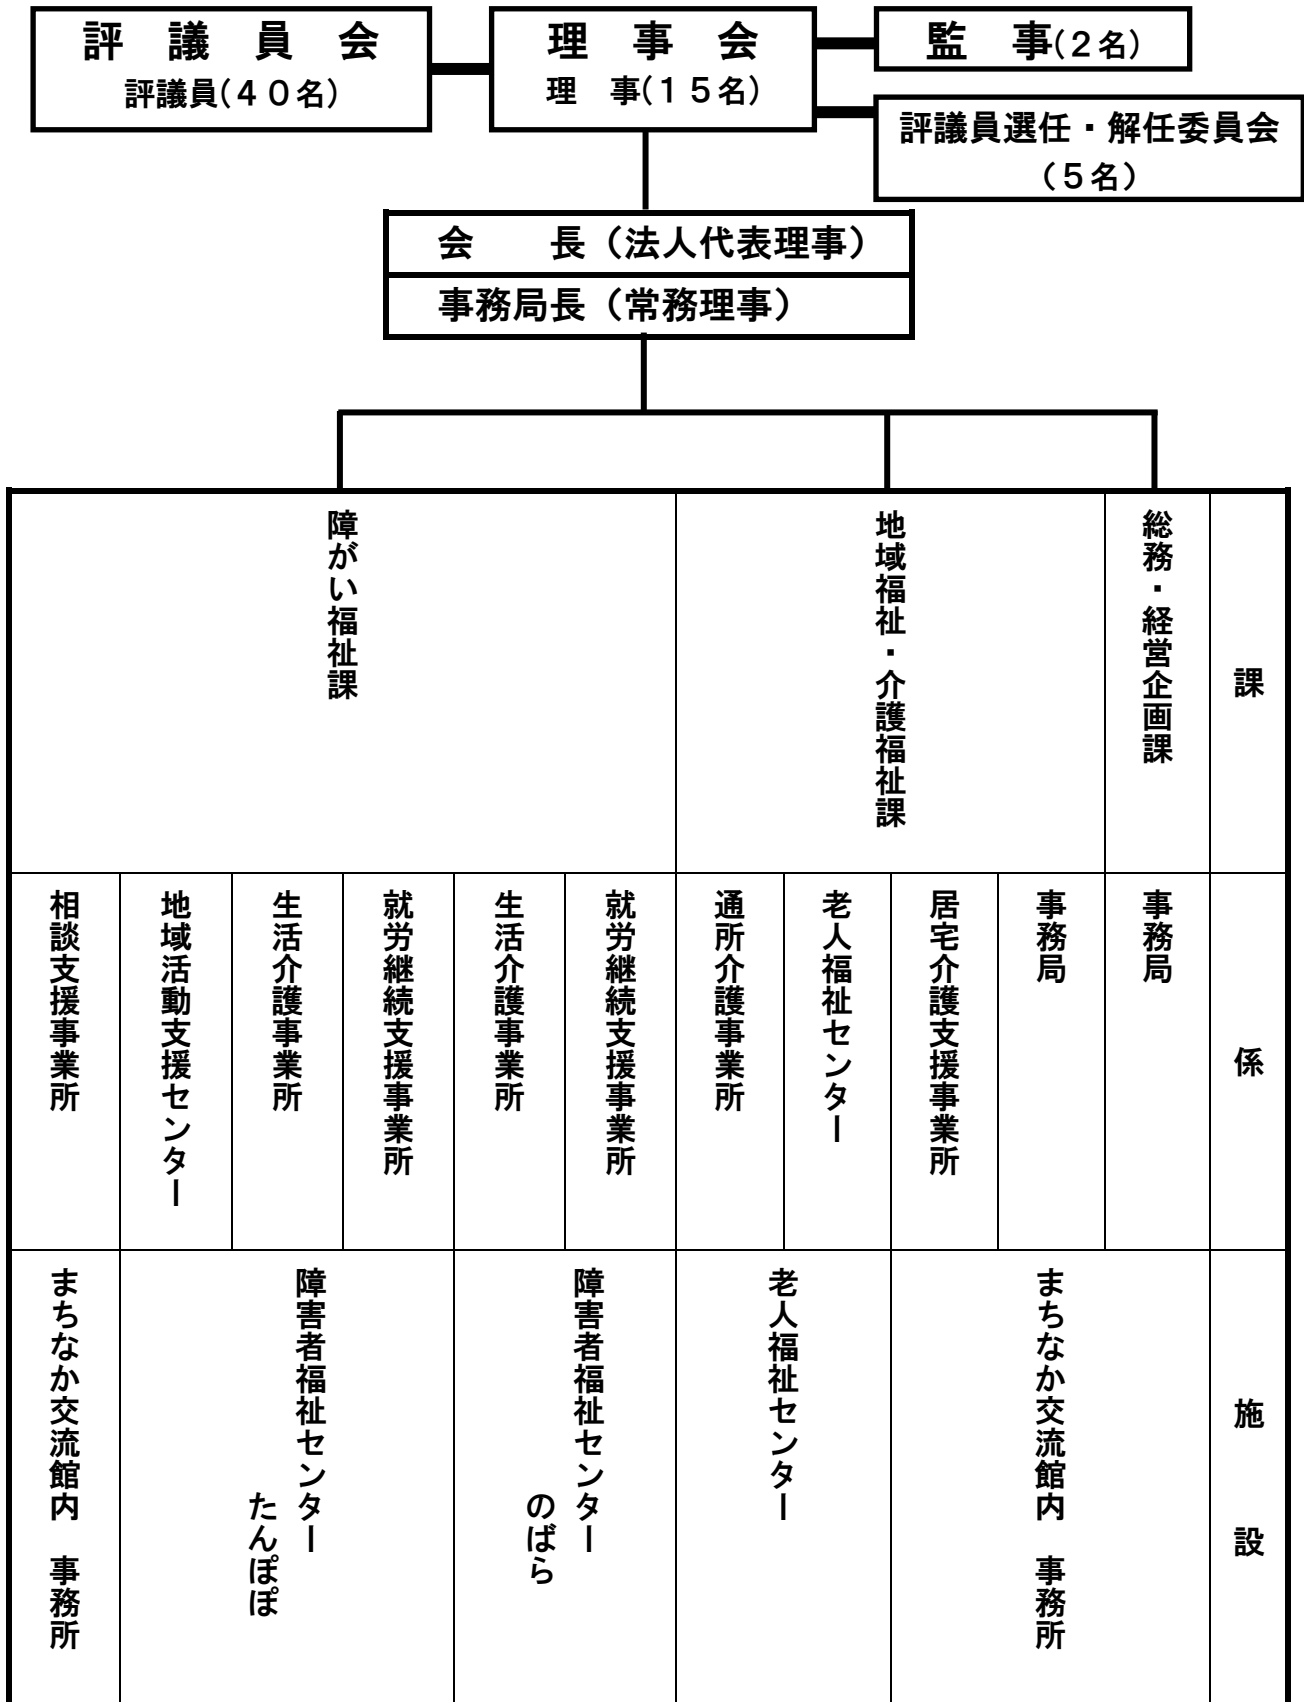 評　議　員　会
評議員(４０名)
理　事　会
理　事(１５名)
監　事(２名)
評議員選任・解任委員会
（５名）
会　　長（法人代表理事）
事務局長（常務理事）
課
総務・経営企画課
地域福祉・介護福祉課
障がい福祉課
係
事務局
事務局
居宅介護支援事業所
老人福祉センター
通所介護事業所
就労継続支援事業所
生活介護事業所
就労継続支援事業所
生活介護事業所
地域活動支援センター
相談支援事業所
施　設
まちなか交流館内　事務所
老人福祉センター
障害者福祉センター
のばら
障害者福祉センター
たんぽぽ
まちなか交流館内　事務所